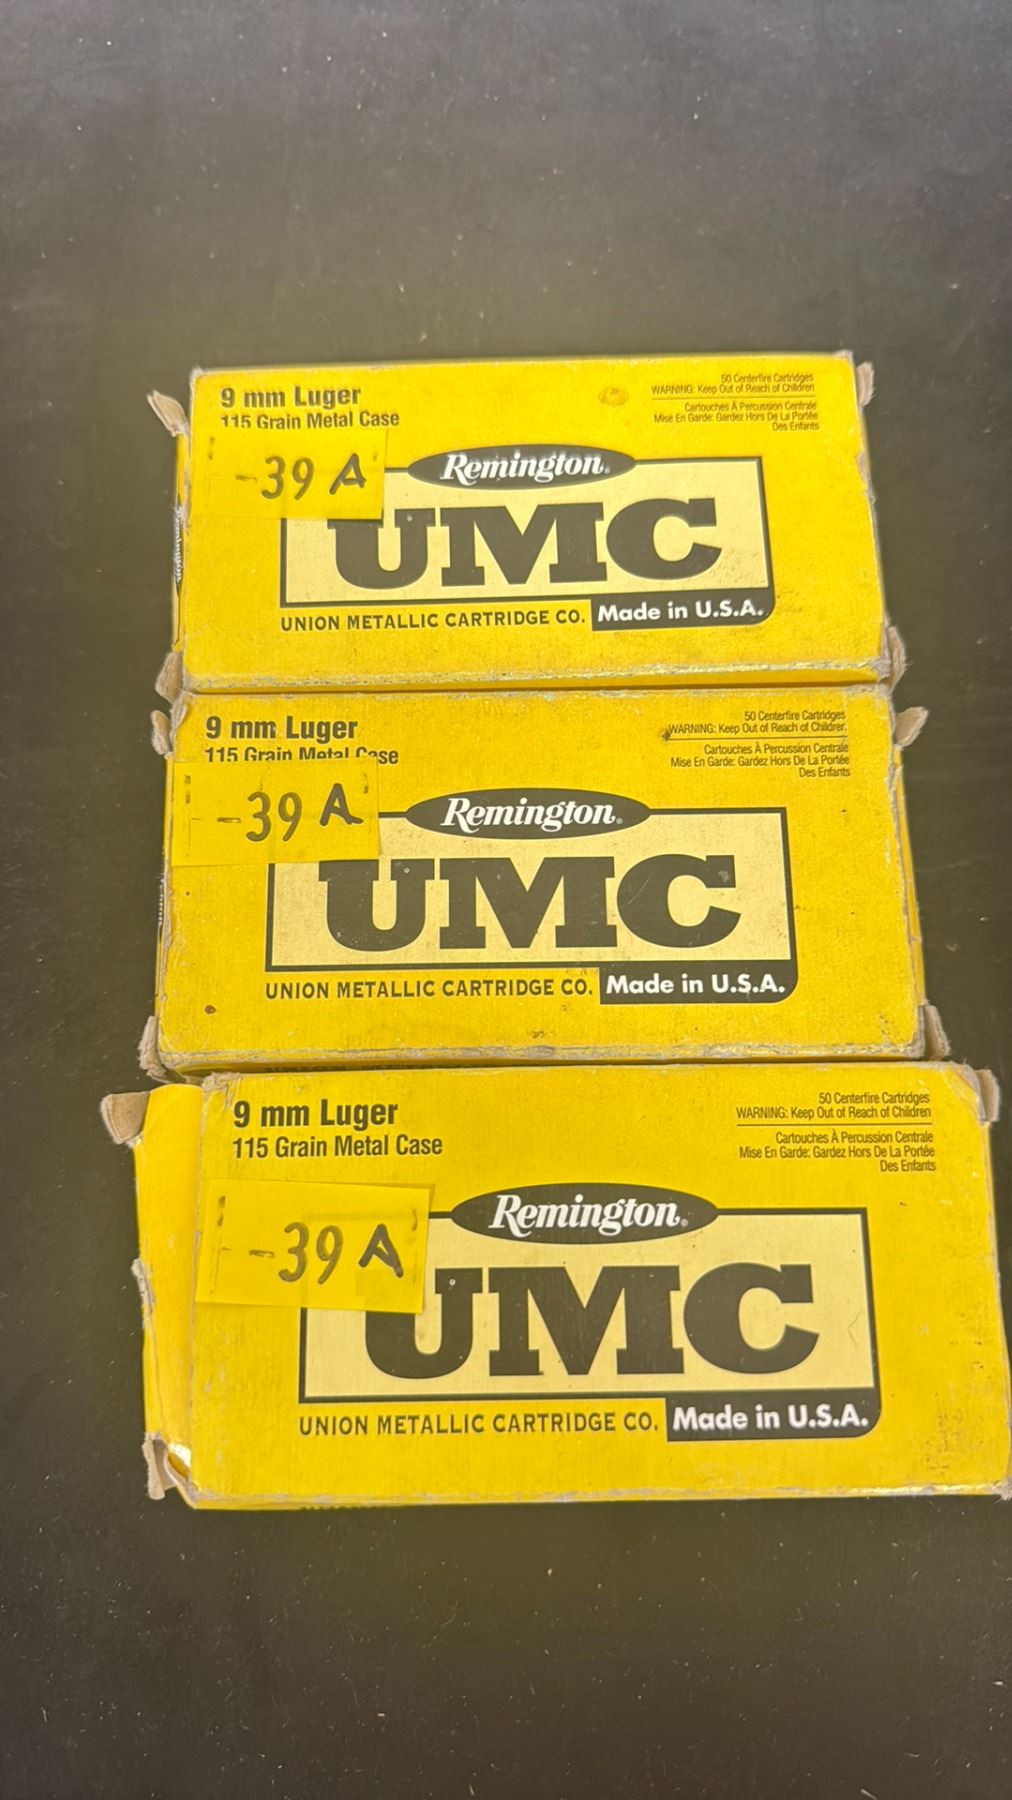 9 mm Luger
115 Grain Metal Case
50 Centerfire Cartridges
WARNING: Keep Out of Reach of Children
Cartouches À Percussion Centrale
Mise En Garde: Gardez Hors De La Portée
Des Enfants
-39 A
Remington®
UMC
UNION METALLIC CARTRIDGE CO. Made in U.S.A.
9 mm Luger
115 Grain Metal Case
50 Centerfire Cartridges
WARNING: Keep Out of Reach of Children
Cartouches À Percussion Centrale
Mise En Garde: Gardez Hors De La Portée
Des Enfants
-39 A
Remington®
UMC
UNION METALLIC CARTRIDGE CO. Made in U.S.A.
9 mm Luger
115 Grain Metal Case
50 Centerfire Cartridges
WARNING: Keep Out of Reach of Children
Cartouches À Percussion Centrale
Mise En Garde: Gardez Hors De La Portée
Des Enfants
-39 A
Remington®
UMC
UNION METALLIC CARTRIDGE CO. Made in U.S.A.